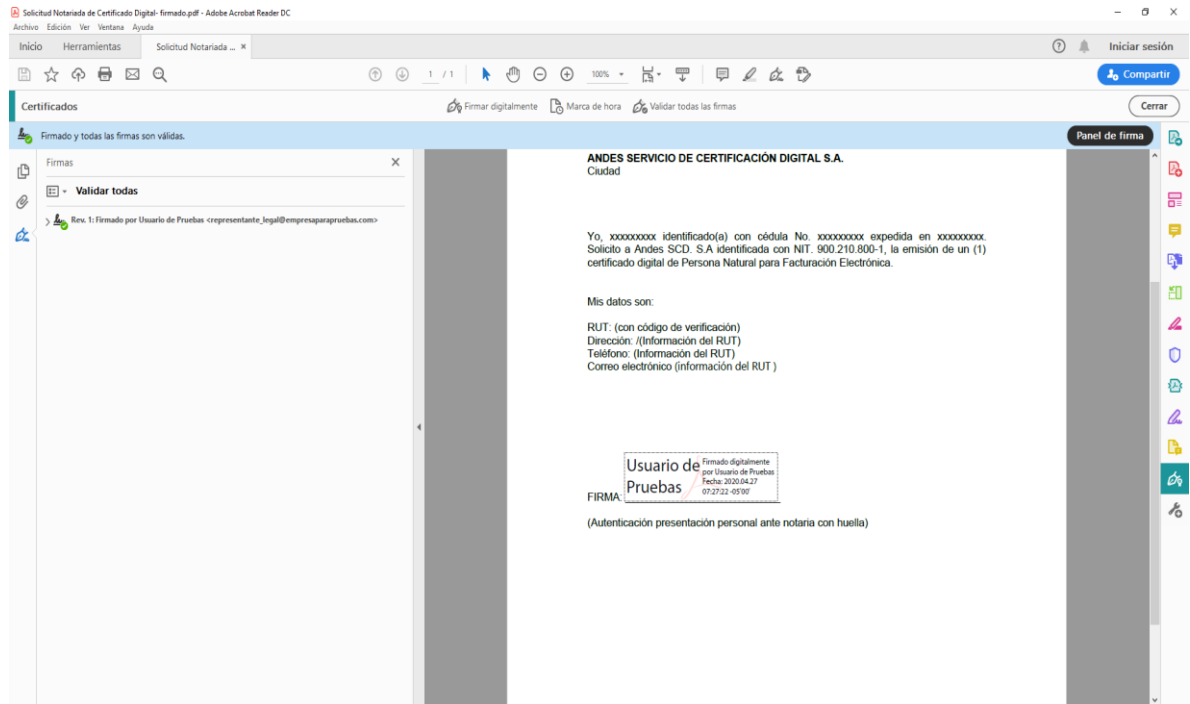 Solicitud Notariada de Certificado Digital- firmado.pdf - Adobe Acrobat Reader DC
Archivo Edición Ver Ventana Ayuda
Inicio Herramientas Solicitud Notariada ... × Iniciar sesión
1 / 1 100% Compartir
Certificados Firmar digitalmente Marca de hora Validar todas las firmas Cerrar
Firmado y todas las firmas son válidas. Panel de firma
Firmas
Validar todas
Rev. 1: Firmado por Usuario de Pruebas <representante_legal@empresaparapruebas.com>
ANDES SERVICIO DE CERTIFICACIÓN DIGITAL S.A.
Ciudad
Yo, xxxxxxxxx identificado(a) con cédula No. xxxxxxxxx expedida en xxxxxxxxx.
Solicito a Andes SCD. S.A identificada con NIT. 900.210.800-1, la emisión de un (1)
certificado digital de Persona Natural para Facturación Electrónica.
Mis datos son:
RUT: (con código de verificación)
Dirección: /(Información del RUT)
Teléfono: (Información del RUT)
Correo electrónico (información del RUT )
Usuario de
Pruebas
Firmado digitalmente
por Usuario de Pruebas
Fecha: 2020.04.27
07:27:22 -05'00'
FIRMA:
(Autenticación presentación personal ante notaria con huella)